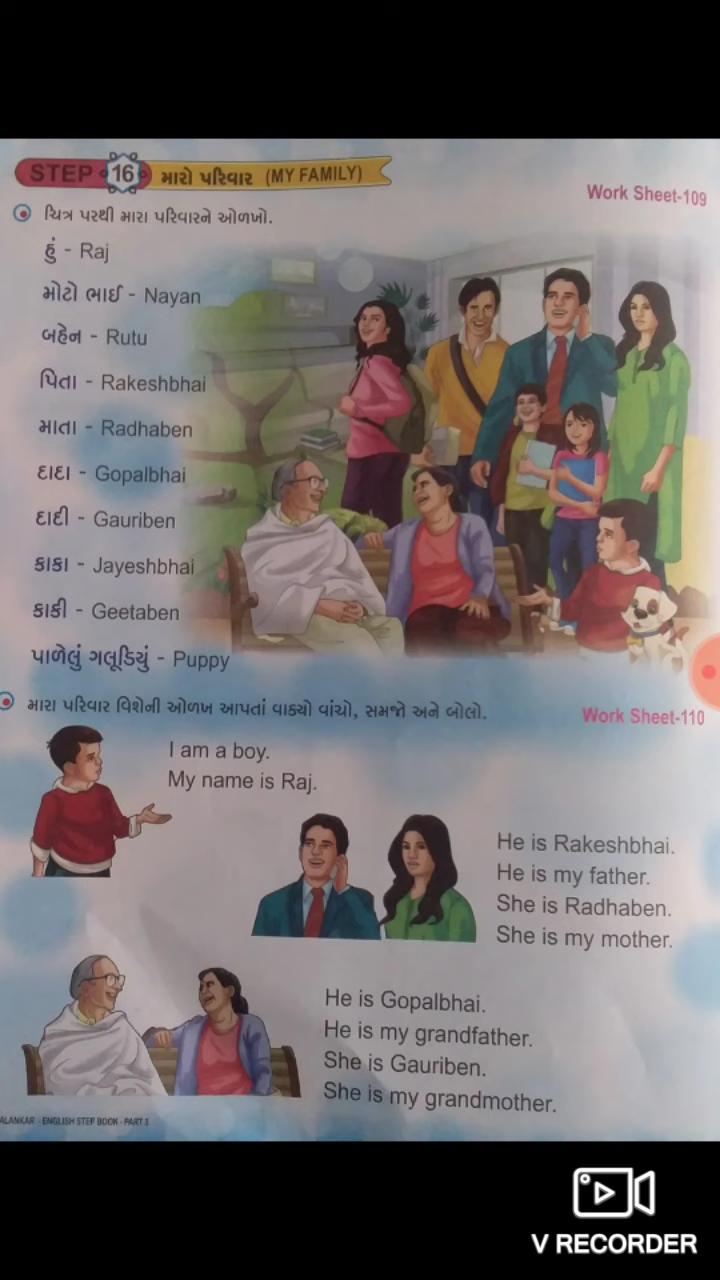 STEP 16 મારો પરિવાર (MY FAMILY)
Work Sheet-109
ચિત્ર પરથી મારા પરિવારને ઓળખો.
હું - Raj
મોટો ભાઈ - Nayan
બહેન - Rutu
પિતા - Rakeshbhai
માતા - Radhaben
દાદા - Gopalbhai
દાદી - Gauriben
કાકા - Jayeshbhai
કાકી - Geetaben
પાળેલું ગલૂડિયું - Puppy
મારા પરિવાર વિશેની ઓળખ આપતાં વાક્યો વાંચો, સમજો અને બોલો.
Work Sheet-110
I am a boy.
My name is Raj.
He is Rakeshbhai.
He is my father.
She is Radhaben.
She is my mother.
He is Gopalbhai.
He is my grandfather.
She is Gauriben.
She is my grandmother.
ALANKAR - ENGLISH STEP BOOK - PART 1
V RECORDER